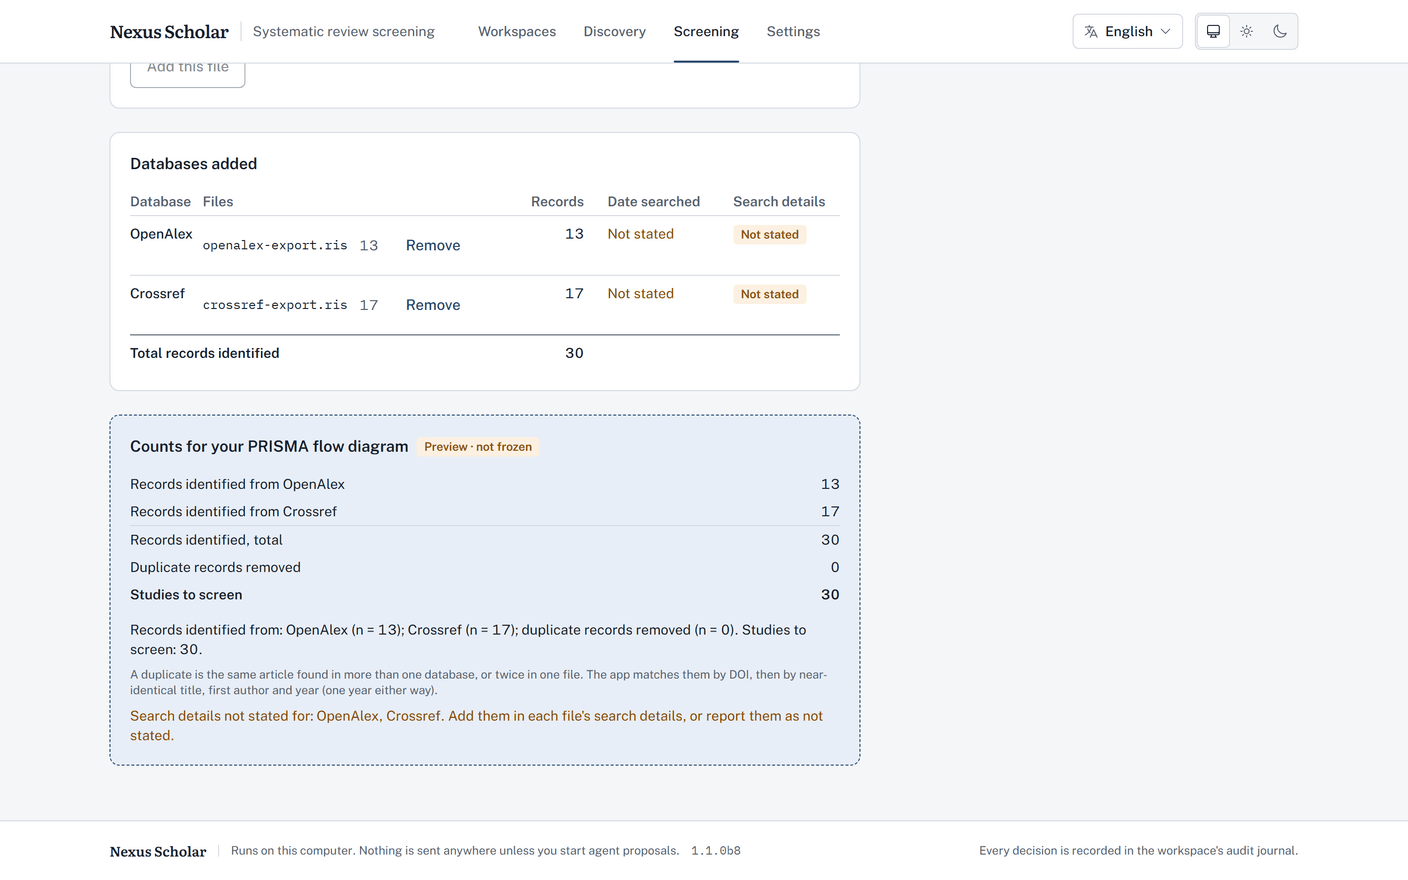 Nexus Scholar
Systematic review screening
Workspaces
Discovery
Screening
Settings
English
Add this file
Databases added
Database Files Records Date searched Search details
OpenAlex openalex-export.ris 13 Remove 13 Not stated Not stated
Crossref crossref-export.ris 17 Remove 17 Not stated Not stated
Total records identified 30
Counts for your PRISMA flow diagram Preview · not frozen
Records identified from OpenAlex 13
Records identified from Crossref 17
Records identified, total 30
Duplicate records removed 0
Studies to screen 30
Records identified from: OpenAlex (n = 13); Crossref (n = 17); duplicate records removed (n = 0). Studies to
screen: 30.
A duplicate is the same article found in more than one database, or twice in one file. The app matches them by DOI, then by near-
identical title, first author and year (one year either way).
Search details not stated for: OpenAlex, Crossref. Add them in each file's search details, or report them as not
stated.
Nexus Scholar
Runs on this computer. Nothing is sent anywhere unless you start agent proposals. 1.1.0b8
Every decision is recorded in the workspace's audit journal.